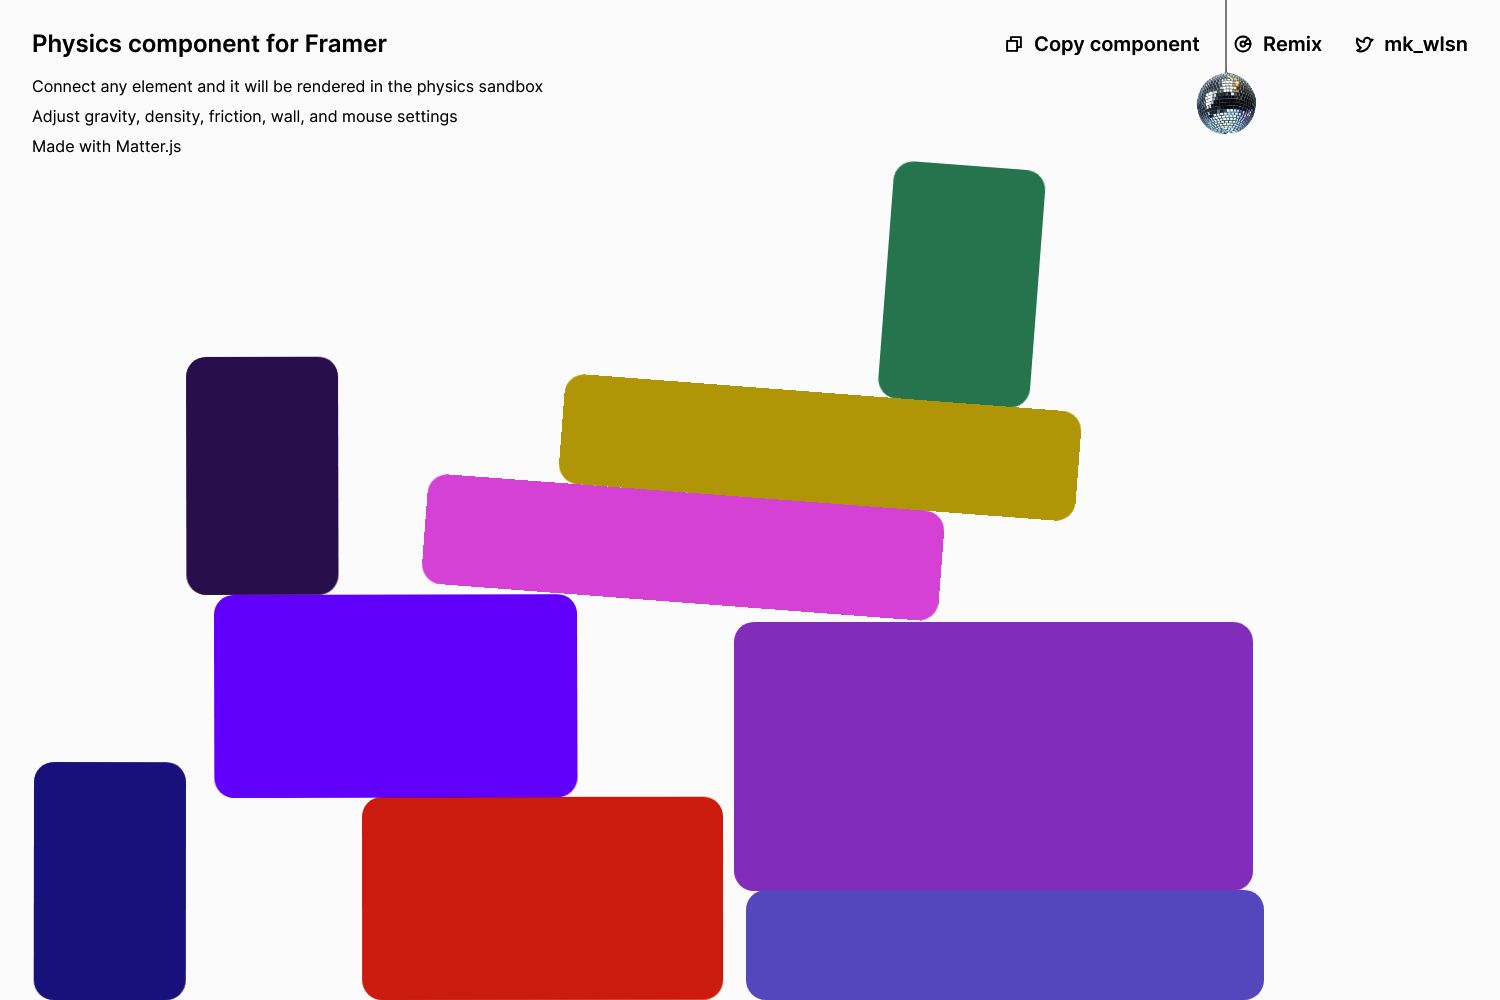 Physics component for Framer
Copy component
Remix
mk_wlsn
Connect any element and it will be rendered in the physics sandbox
Adjust gravity, density, friction, wall, and mouse settings
Made with Matter.js